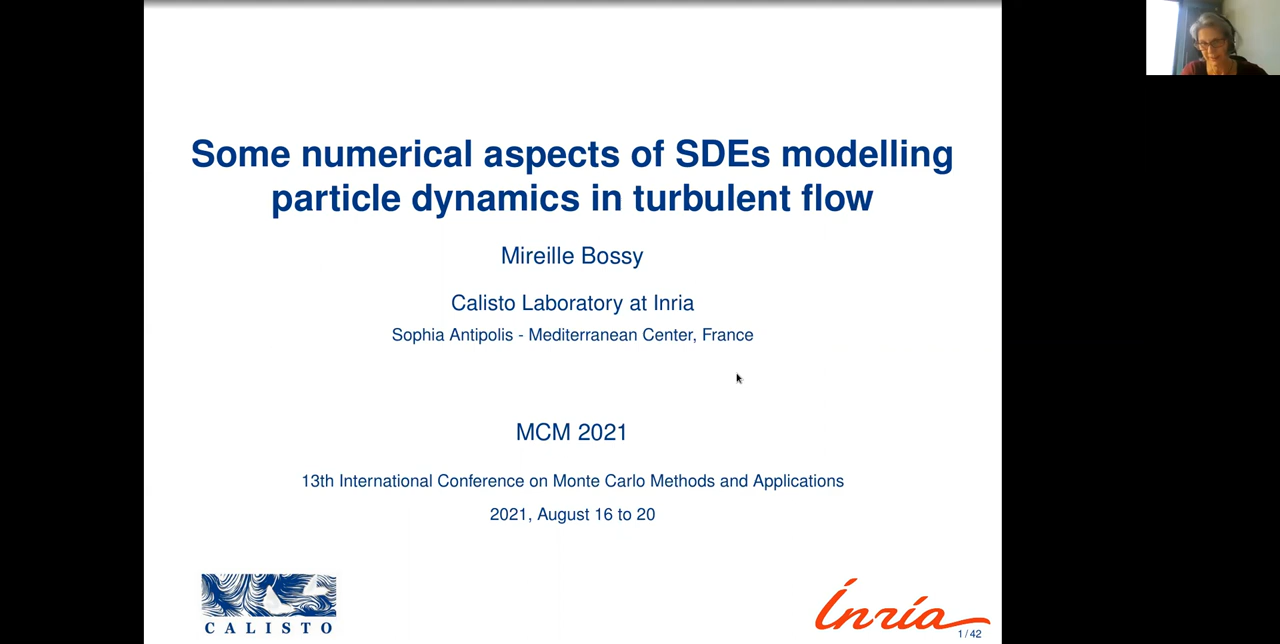 Some numerical aspects of SDEs modelling
particle dynamics in turbulent flow
Mireille Bossy
Calisto Laboratory at Inria
Sophia Antipolis - Mediterranean Center, France
MCM 2021
13th International Conference on Monte Carlo Methods and Applications
2021, August 16 to 20
CALISTO
Inria
1 / 42